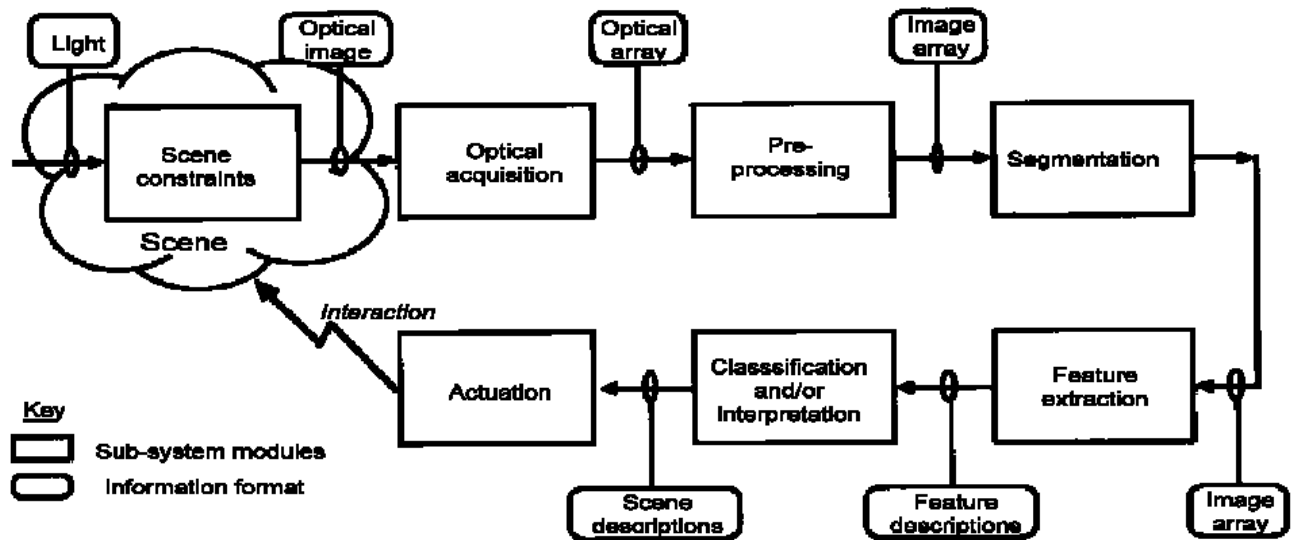 Light
Optical
image
Optical
array
Image
array
Scene
constraints
Optical
acquisition
Pre-
processing
Segmentation
Scene
Interaction
Actuation
Classsification
and/or
Interpretation
Feature
extraction
Key
Sub-system modules
Information format
Scene
descriptions
Feature
descriptions
Image
array